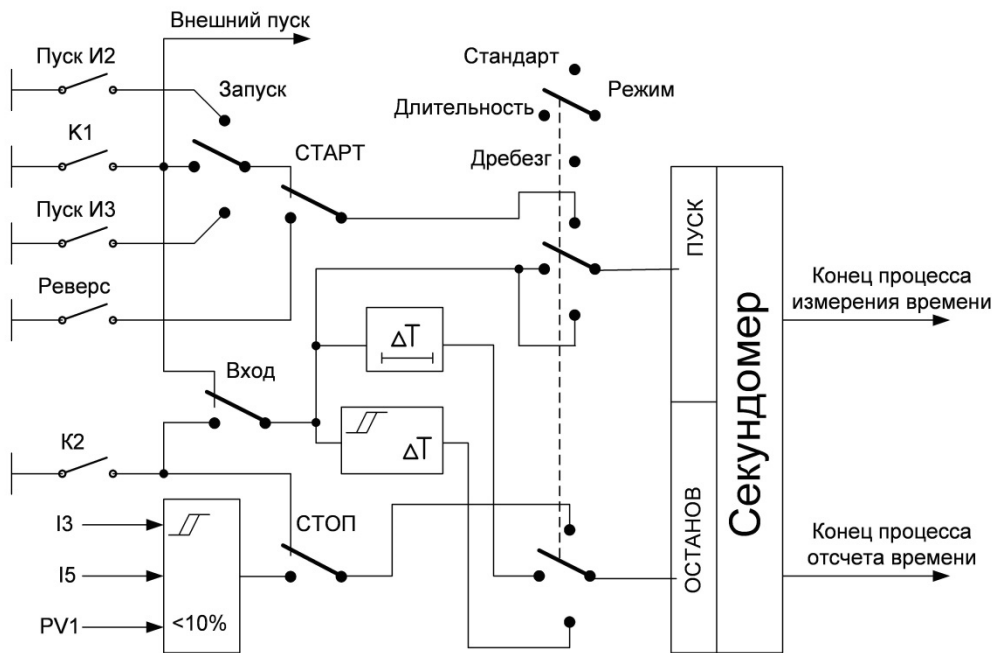 Внешний пуск
Пуск И2
Стандарт
Запуск
Режим
Длительность
К1
СТАРТ
Дребезг
Пуск И3
ПУСК
Реверс
Конец процесса
измерения времени
Секундомер
ΔT
Вход
ΔT
К2
ОСТАНОВ
I3
СТОП
Конец процесса
отсчета времени
I5
PV1
<10%